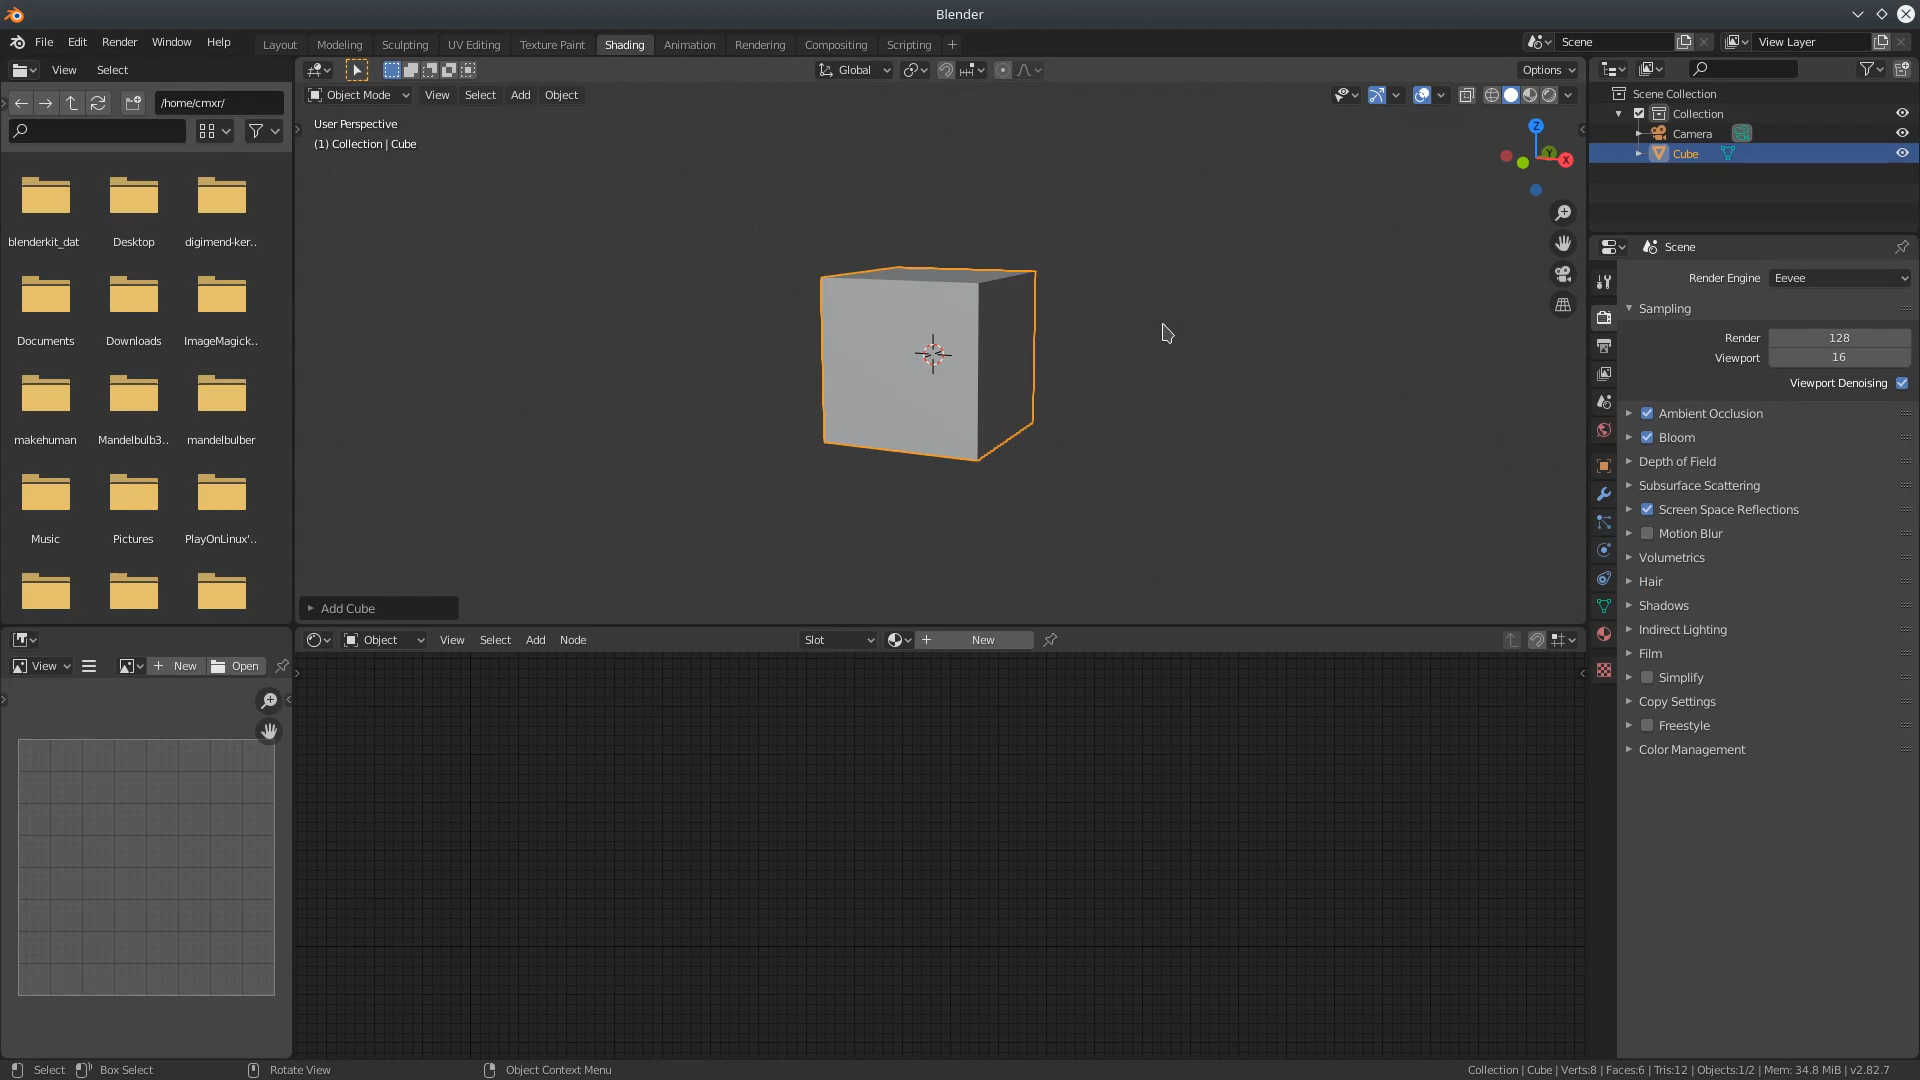 Blender
File Edit Render Window Help
Layout Modeling Sculpting UV Editing Texture Paint Shading Animation Rendering Compositing Scripting +
Scene
View Layer
View Select
Global
Options
/home/cmxr/
Object Mode View Select Add Object
User Perspective
(1) Collection | Cube
Z
Y
X
Scene Collection
Collection
Camera
Cube
blenderkit_dat Desktop digimend-ker..
Documents Downloads ImageMagick..
makehuman Mandelbulb3.. mandelbulber
Music Pictures PlayOnLinux'..
Add Cube
Scene
Render Engine Eevee
Sampling
Render 128
Viewport 16
Viewport Denoising
Ambient Occlusion
Bloom
Depth of Field
Subsurface Scattering
Screen Space Reflections
Motion Blur
Volumetrics
Hair
Shadows
Indirect Lighting
Film
Simplify
Copy Settings
Freestyle
Color Management
Object View Select Add Node
Slot
+ New
View
+ New Open
Select Box Select Rotate View Object Context Menu
Collection | Cube | Verts:8 | Faces:6 | Tris:12 | Objects:1/2 | Mem: 34.8 MiB | v2.82.7